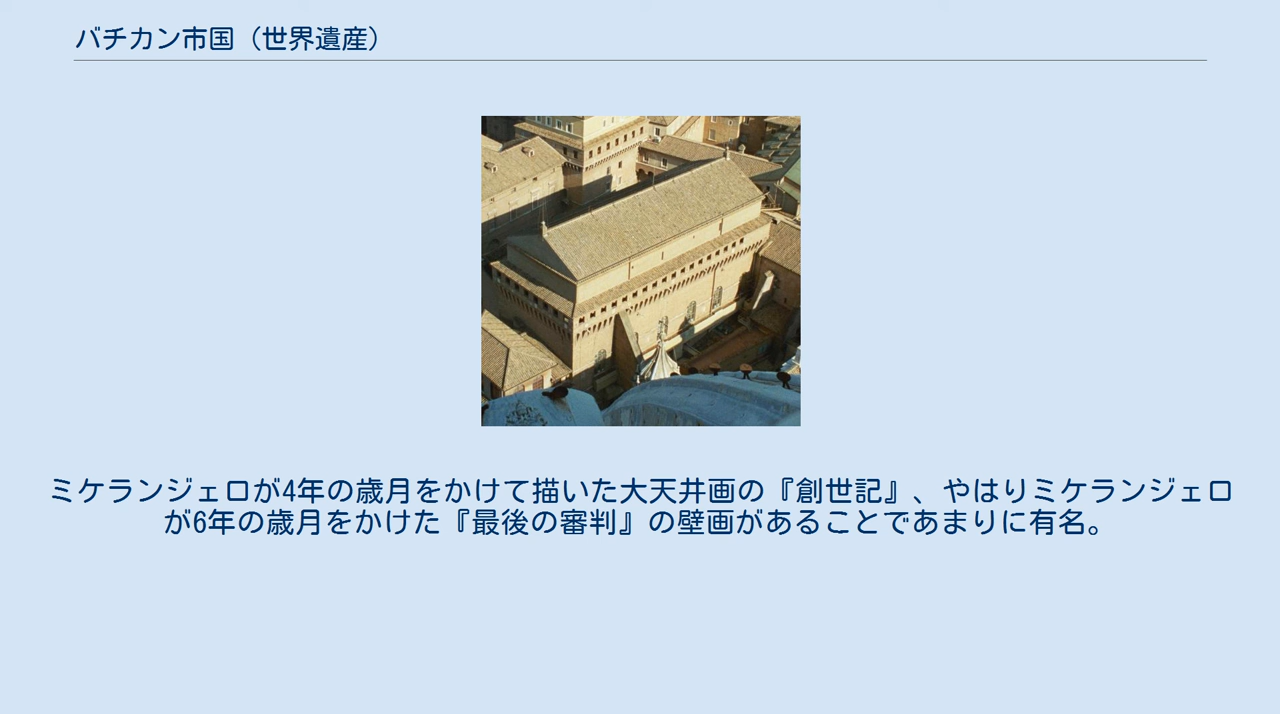 バチカン市国（世界遺産）
ミケランジェロが4年の歳月をかけて描いた大天井画の『創世記』、やはりミケランジェロ
が6年の歳月をかけた『最後の審判』の壁画があることであまりに有名。